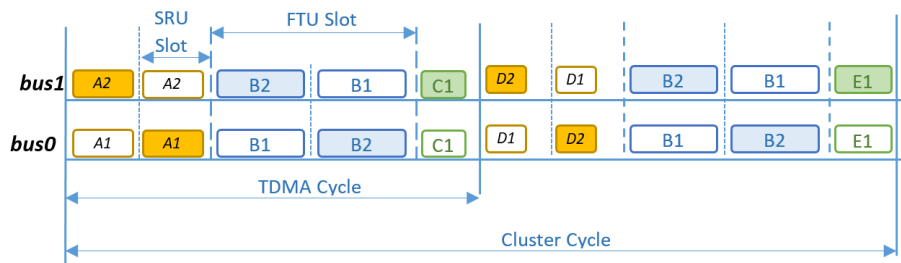 SRU
Slot
FTU Slot
bus1 A2 A2 B2 B1 C1 D2 D1 B2 B1 E1
bus0 A1 A1 B1 B2 C1 D1 D2 B1 B2 E1
TDMA Cycle
Cluster Cycle